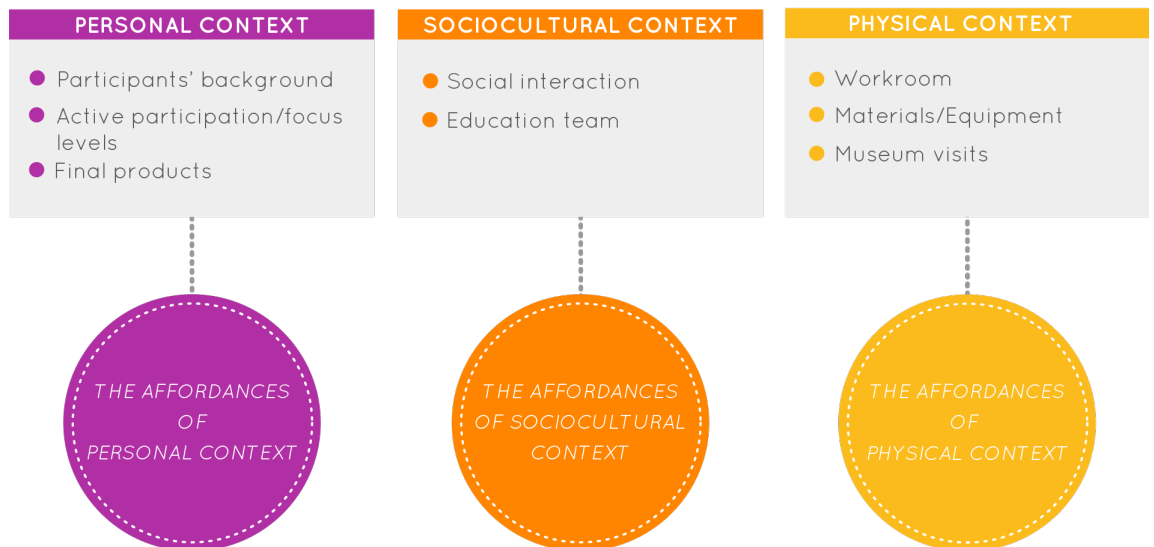 PERSONAL CONTEXT
Participants' background
Active participation/focus
levels
Final products
SOCIOCULTURAL CONTEXT
Social interaction
Education team
PHYSICAL CONTEXT
Workroom
Materials/Equipment
Museum visits
THE AFFORDANCES
OF
PERSONAL CONTEXT
THE AFFORDANCES
OF SOCIOCULTURAL
CONTEXT
THE AFFORDANCES
OF
PHYSICAL CONTEXT